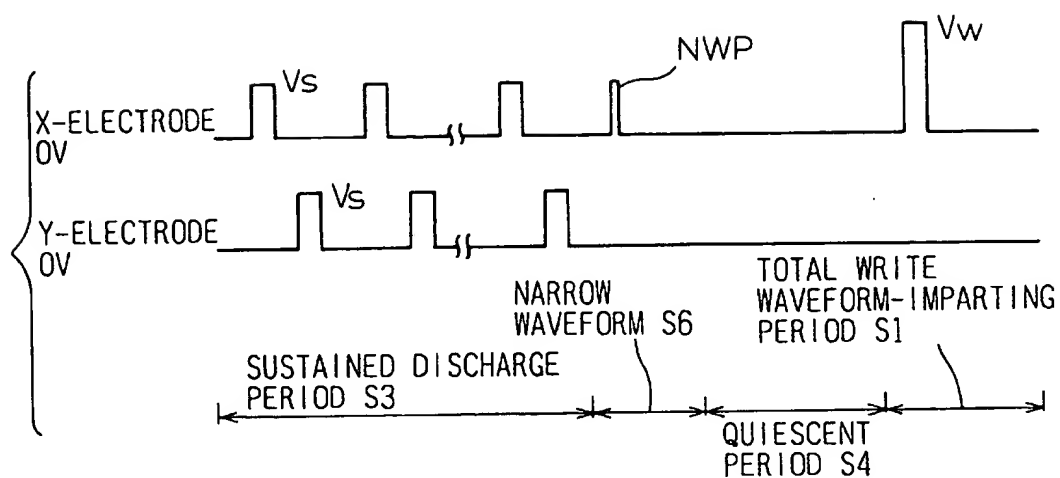 Vs
NWP
Vw
X-ELECTRODE
0V
Vs
Y-ELECTRODE
0V
NARROW
WAVEFORM S6
TOTAL WRITE
WAVEFORM-IMPARTING
PERIOD S1
SUSTAINED DISCHARGE
PERIOD S3
QUIESCENT
PERIOD S4